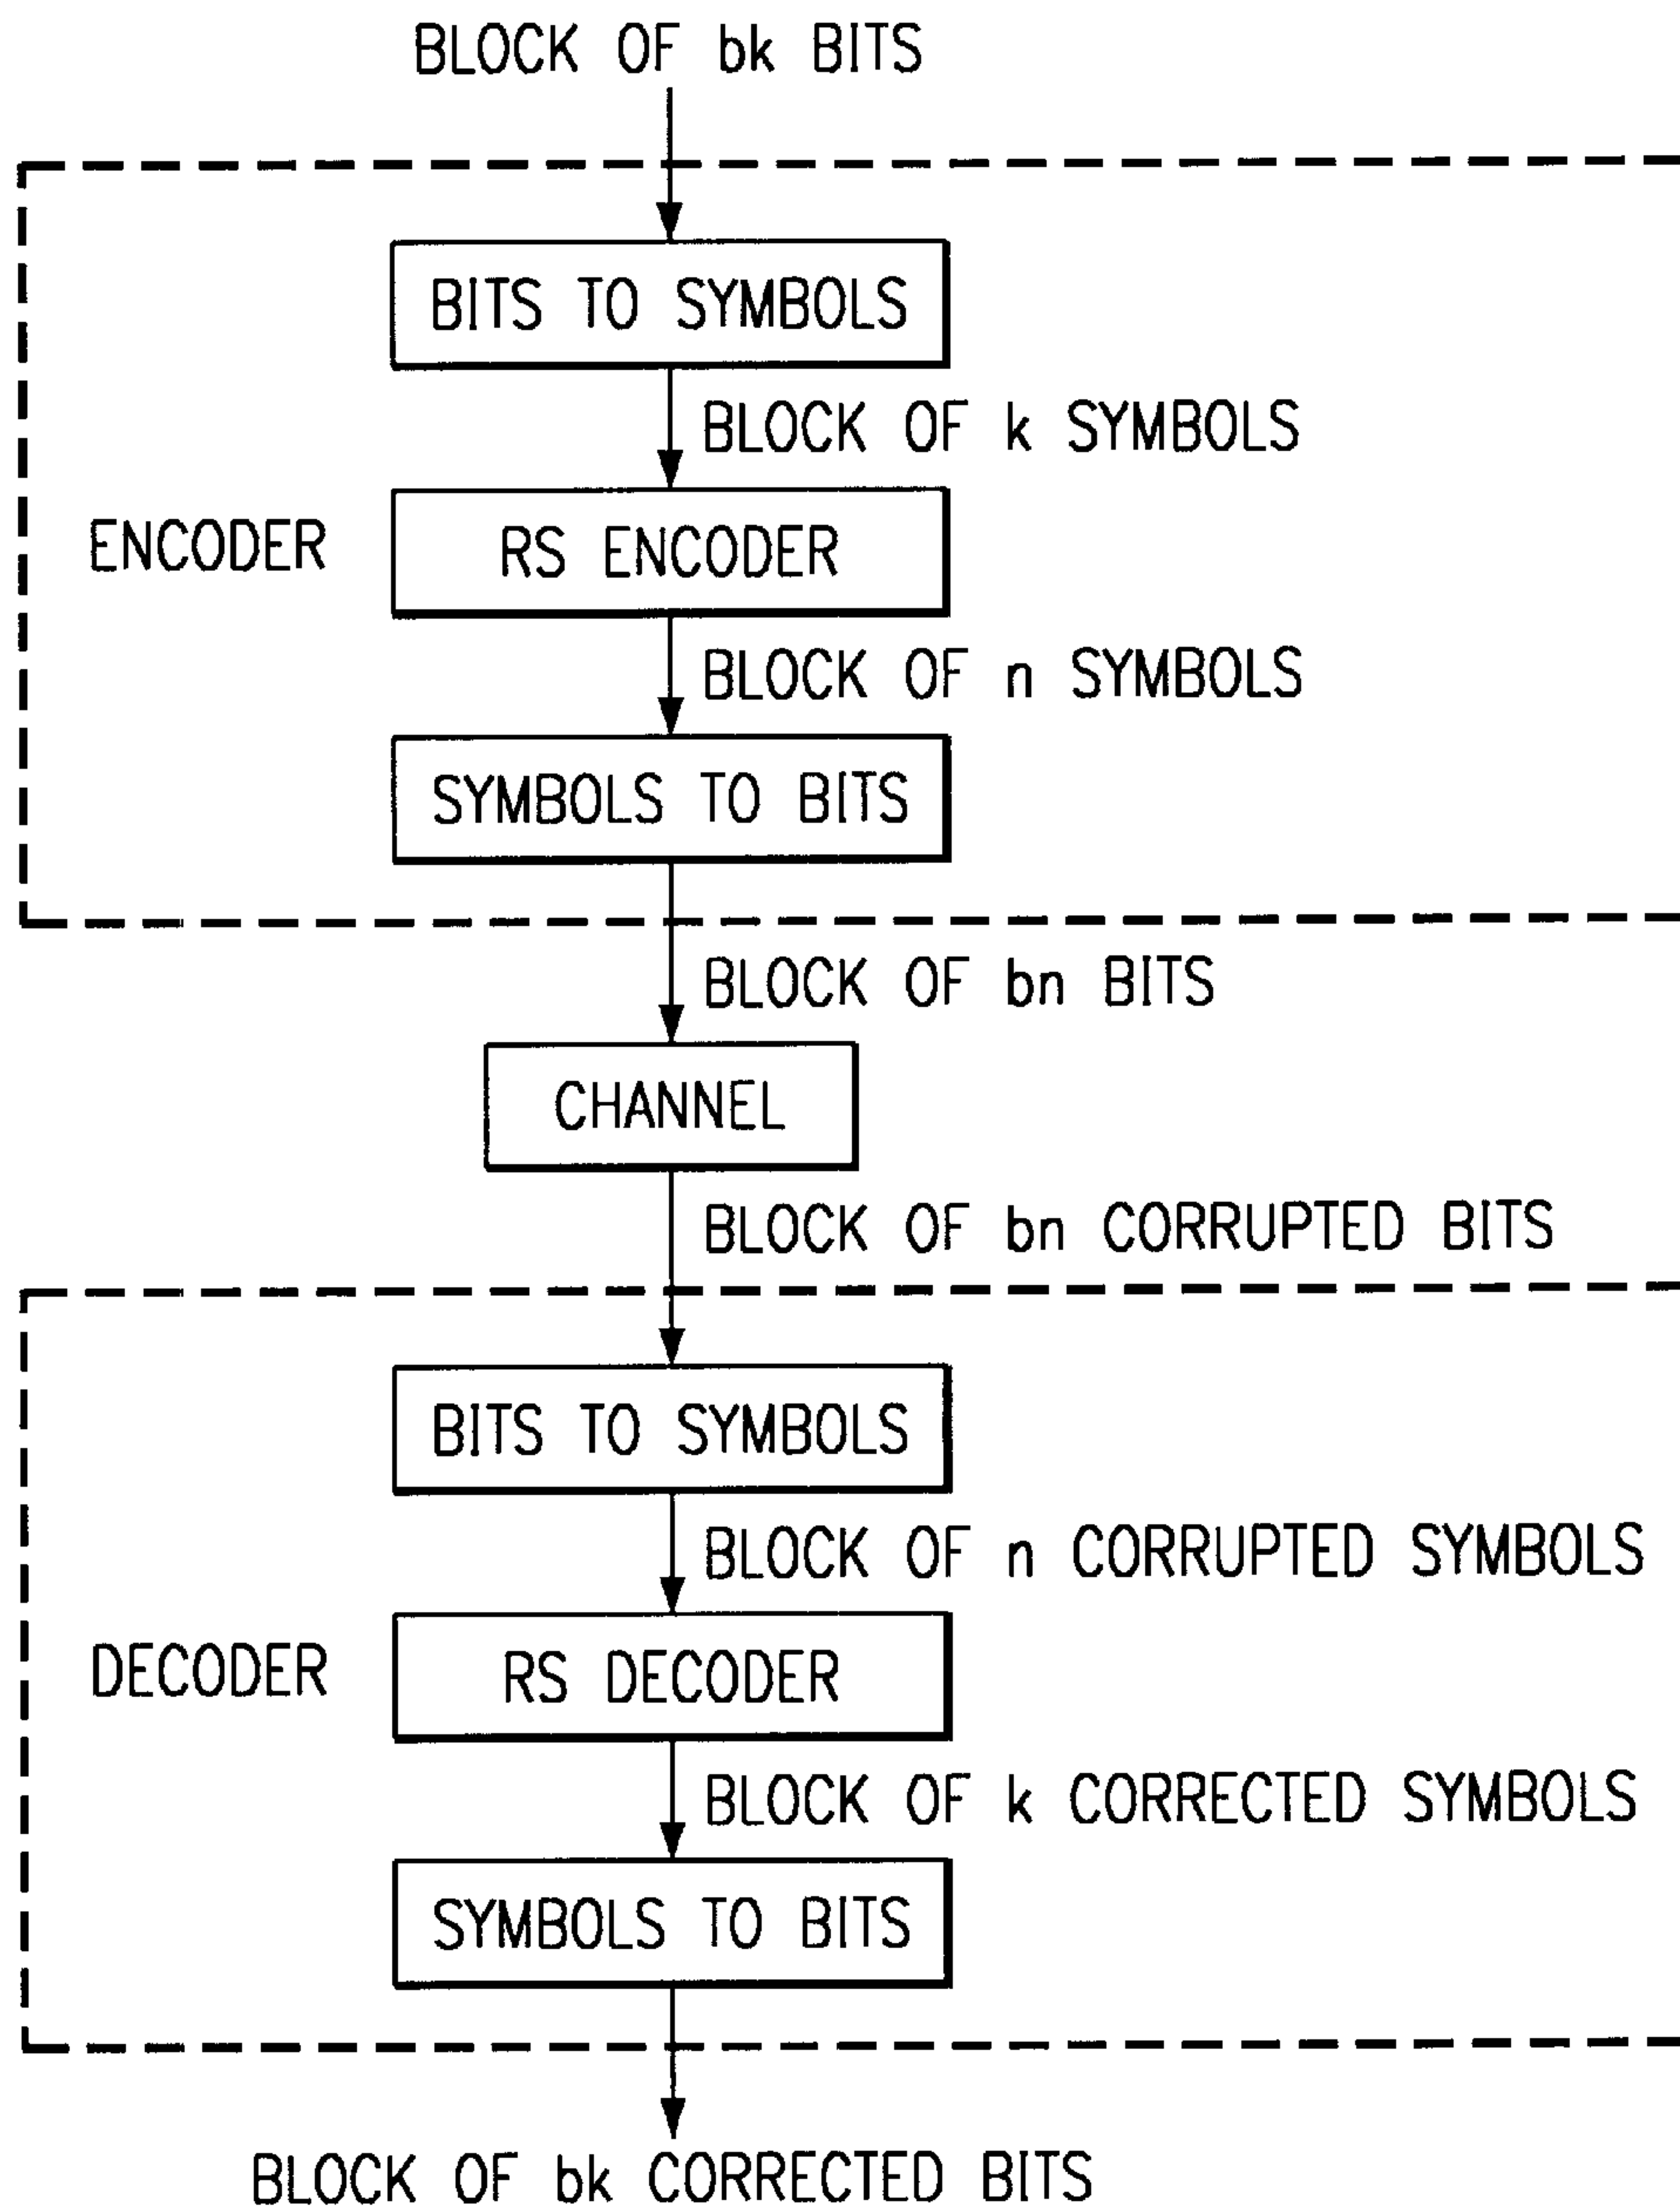 BLOCK OF bk BITS
BITS TO SYMBOLS
BLOCK OF k SYMBOLS
ENCODER
RS ENCODER
BLOCK OF n SYMBOLS
SYMBOLS TO BITS
BLOCK OF bn BITS
CHANNEL
BLOCK OF bn CORRUPTED BITS
BITS TO SYMBOLS
BLOCK OF n CORRUPTED SYMBOLS
DECODER
RS DECODER
BLOCK OF k CORRECTED SYMBOLS
SYMBOLS TO BITS
BLOCK OF bk CORRECTED BITS